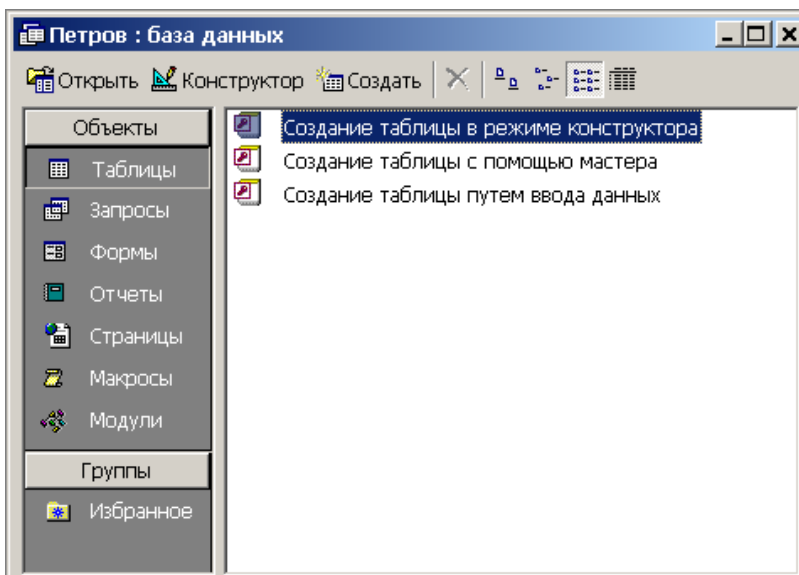 Петров : база данных
Открыть Конструктор Создать
Объекты
Таблицы
Запросы
Формы
Отчеты
Страницы
Макросы
Модули
Группы
Избранное
Создание таблицы в режиме конструктора
Создание таблицы с помощью мастера
Создание таблицы путем ввода данных